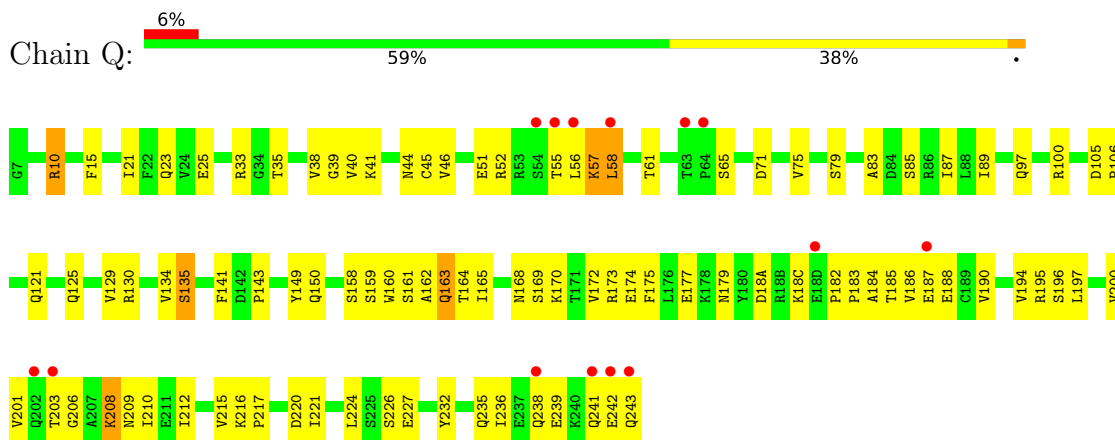 6%
Chain Q:
59% 38% •
G7 R10 F15 I21 F22 Q23 V24 E25 R33 G34 T35 V38 G39 V40 K41 N44 C45 V46 E51 R52 R53 S54 T55 L56 K57 L58 T61 T63 P64 S65 D71 V75 S79 A83 D84 S85 R86 I87 L88 I89 Q97 R100 D105
Q121 Q125 V129 R130 V134 S135 F141 D142 P143 Y149 Q150 S158 S159 W160 S161 A162 Q163 T164 I165 N168 S169 K170 T171 V172 R173 E174 F175 L176 E177 K178 N179 Y180 D18A R18B K18C E18D P182 P183 A184 T185 V186 E187 E188 C189 V190 V194 R195 S196 L197
V201 Q202 T203 G206 A207 K208 N209 I210 E211 I212 V215 K216 P217 D220 I221 L224 S225 S226 E227 Y232 Q235 I236 E237 Q238 E239 K240 Q241 E242 Q243